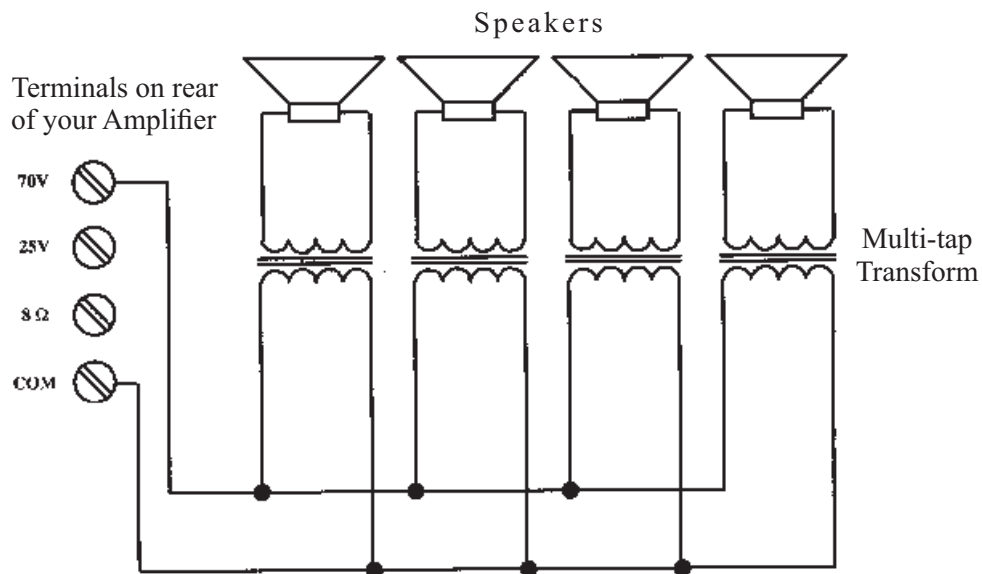 Speakers
Terminals on rear
of your Amplifier
70V
25V
8 Ω
COM
Multi-tap
Transform